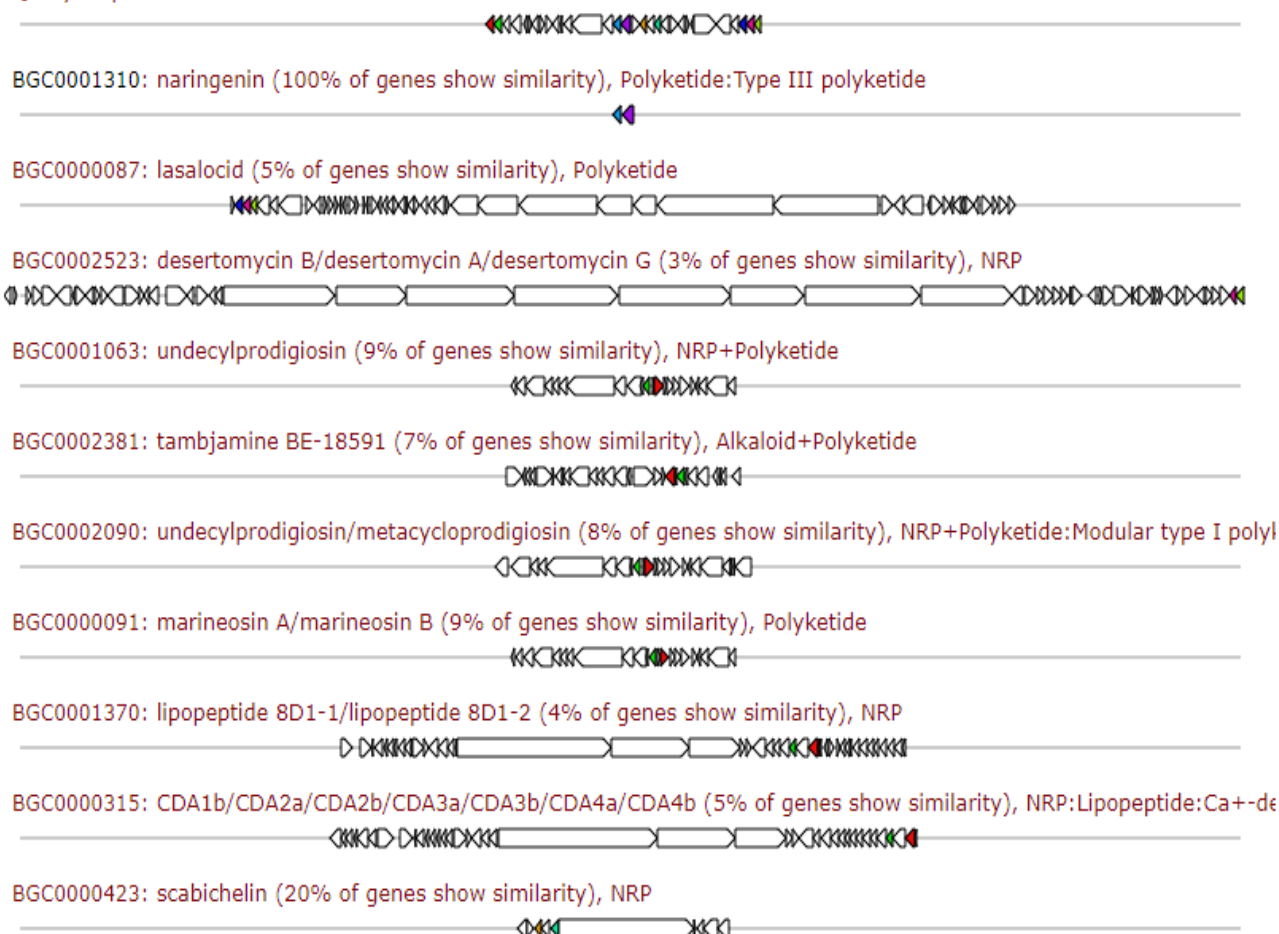 BGC0001310: naringenin (100% of genes show similarity), Polyketide:Type III polyketide
BGC0000087: lasalocid (5% of genes show similarity), Polyketide
BGC0002523: desertomycin B/desertomycin A/desertomycin G (3% of genes show similarity), NRP
BGC0001063: undecylprodigiosin (9% of genes show similarity), NRP+Polyketide
BGC0002381: tambjamine BE-18591 (7% of genes show similarity), Alkaloid+Polyketide
BGC0002090: undecylprodigiosin/metacycloprodigiosin (8% of genes show similarity), NRP+Polyketide:Modular type I
BGC0000091: marineosin A/marineosin B (9% of genes show similarity), Polyketide
BGC0001370: lipopeptide 8D1-1/lipopeptide 8D1-2 (4% of genes show similarity), NRP
BGC0000315: CDA1b/CDA2a/CDA2b/CDA3a/CDA3b/CDA4a/CDA4b (5% of genes show similarity), NRP:Lipopeptide:Ca+-de
BGC0000423: scabichelin (20% of genes show similarity), NRP